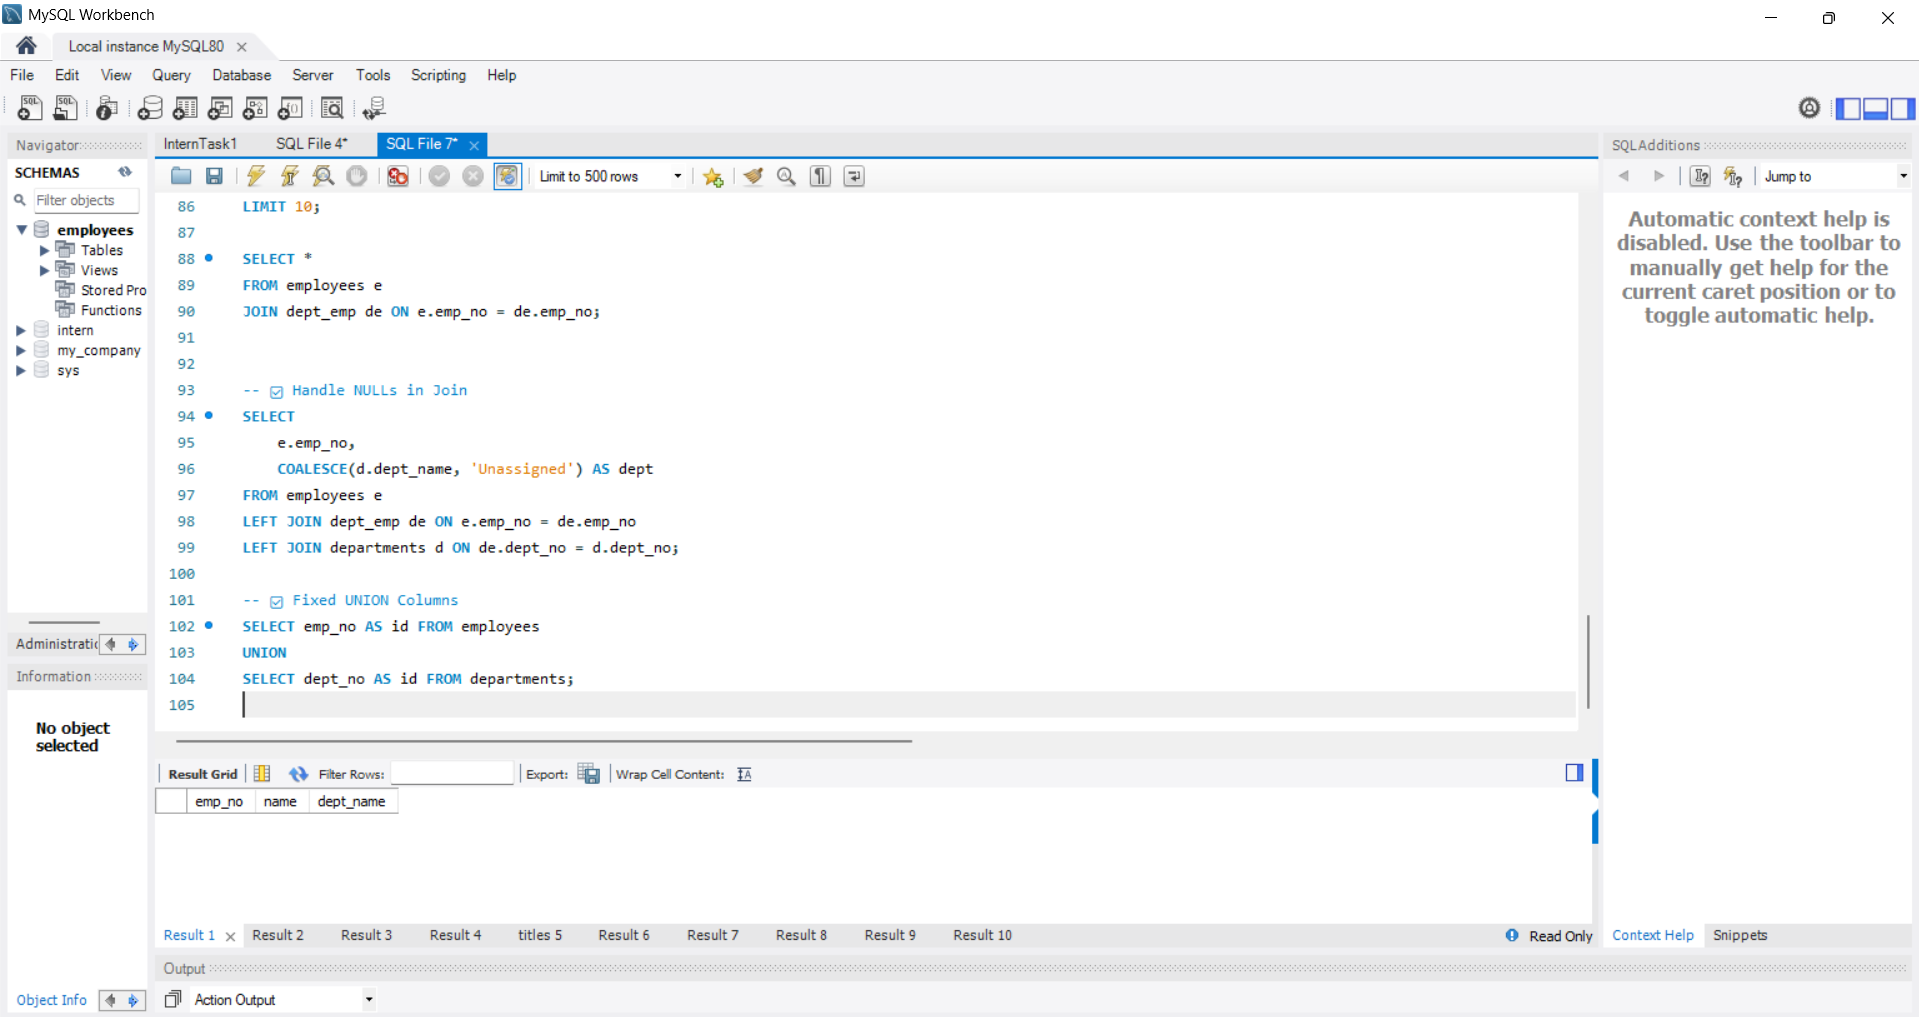 MySQL Workbench
Local instance MySQL80
File Edit View Query Database Server Tools Scripting Help
Navigator
SCHEMAS
Filter objects
employees
Tables
Views
Stored Pro
Functions
intern
my_company
sys
Administratic
Information
No object
selected
Object Info
InternTask1 SQL File 4* SQL File 7*
Limit to 500 rows
86 LIMIT 10;
87
88 SELECT *
89 FROM employees e
90 JOIN dept_emp de ON e.emp_no = de.emp_no;
91
92
93 -- ☑ Handle NULLs in Join
94 SELECT
95 e.emp_no,
96 COALESCE(d.dept_name, 'Unassigned') AS dept
97 FROM employees e
98 LEFT JOIN dept_emp de ON e.emp_no = de.emp_no
99 LEFT JOIN departments d ON de.dept_no = d.dept_no;
100
101 -- ☑ Fixed UNION Columns
102 SELECT emp_no AS id FROM employees
103 UNION
104 SELECT dept_no AS id FROM departments;
105
Result Grid Filter Rows: Export: Wrap Cell Content:
emp_no name dept_name
Result 1 Result 2 Result 3 Result 4 titles 5 Result 6 Result 7 Result 8 Result 9 Result 10 Read Only
Output
Action Output
SQLAdditions
Jump to
Automatic context help is
disabled. Use the toolbar to
manually get help for the
current caret position or to
toggle automatic help.
Context Help Snippets